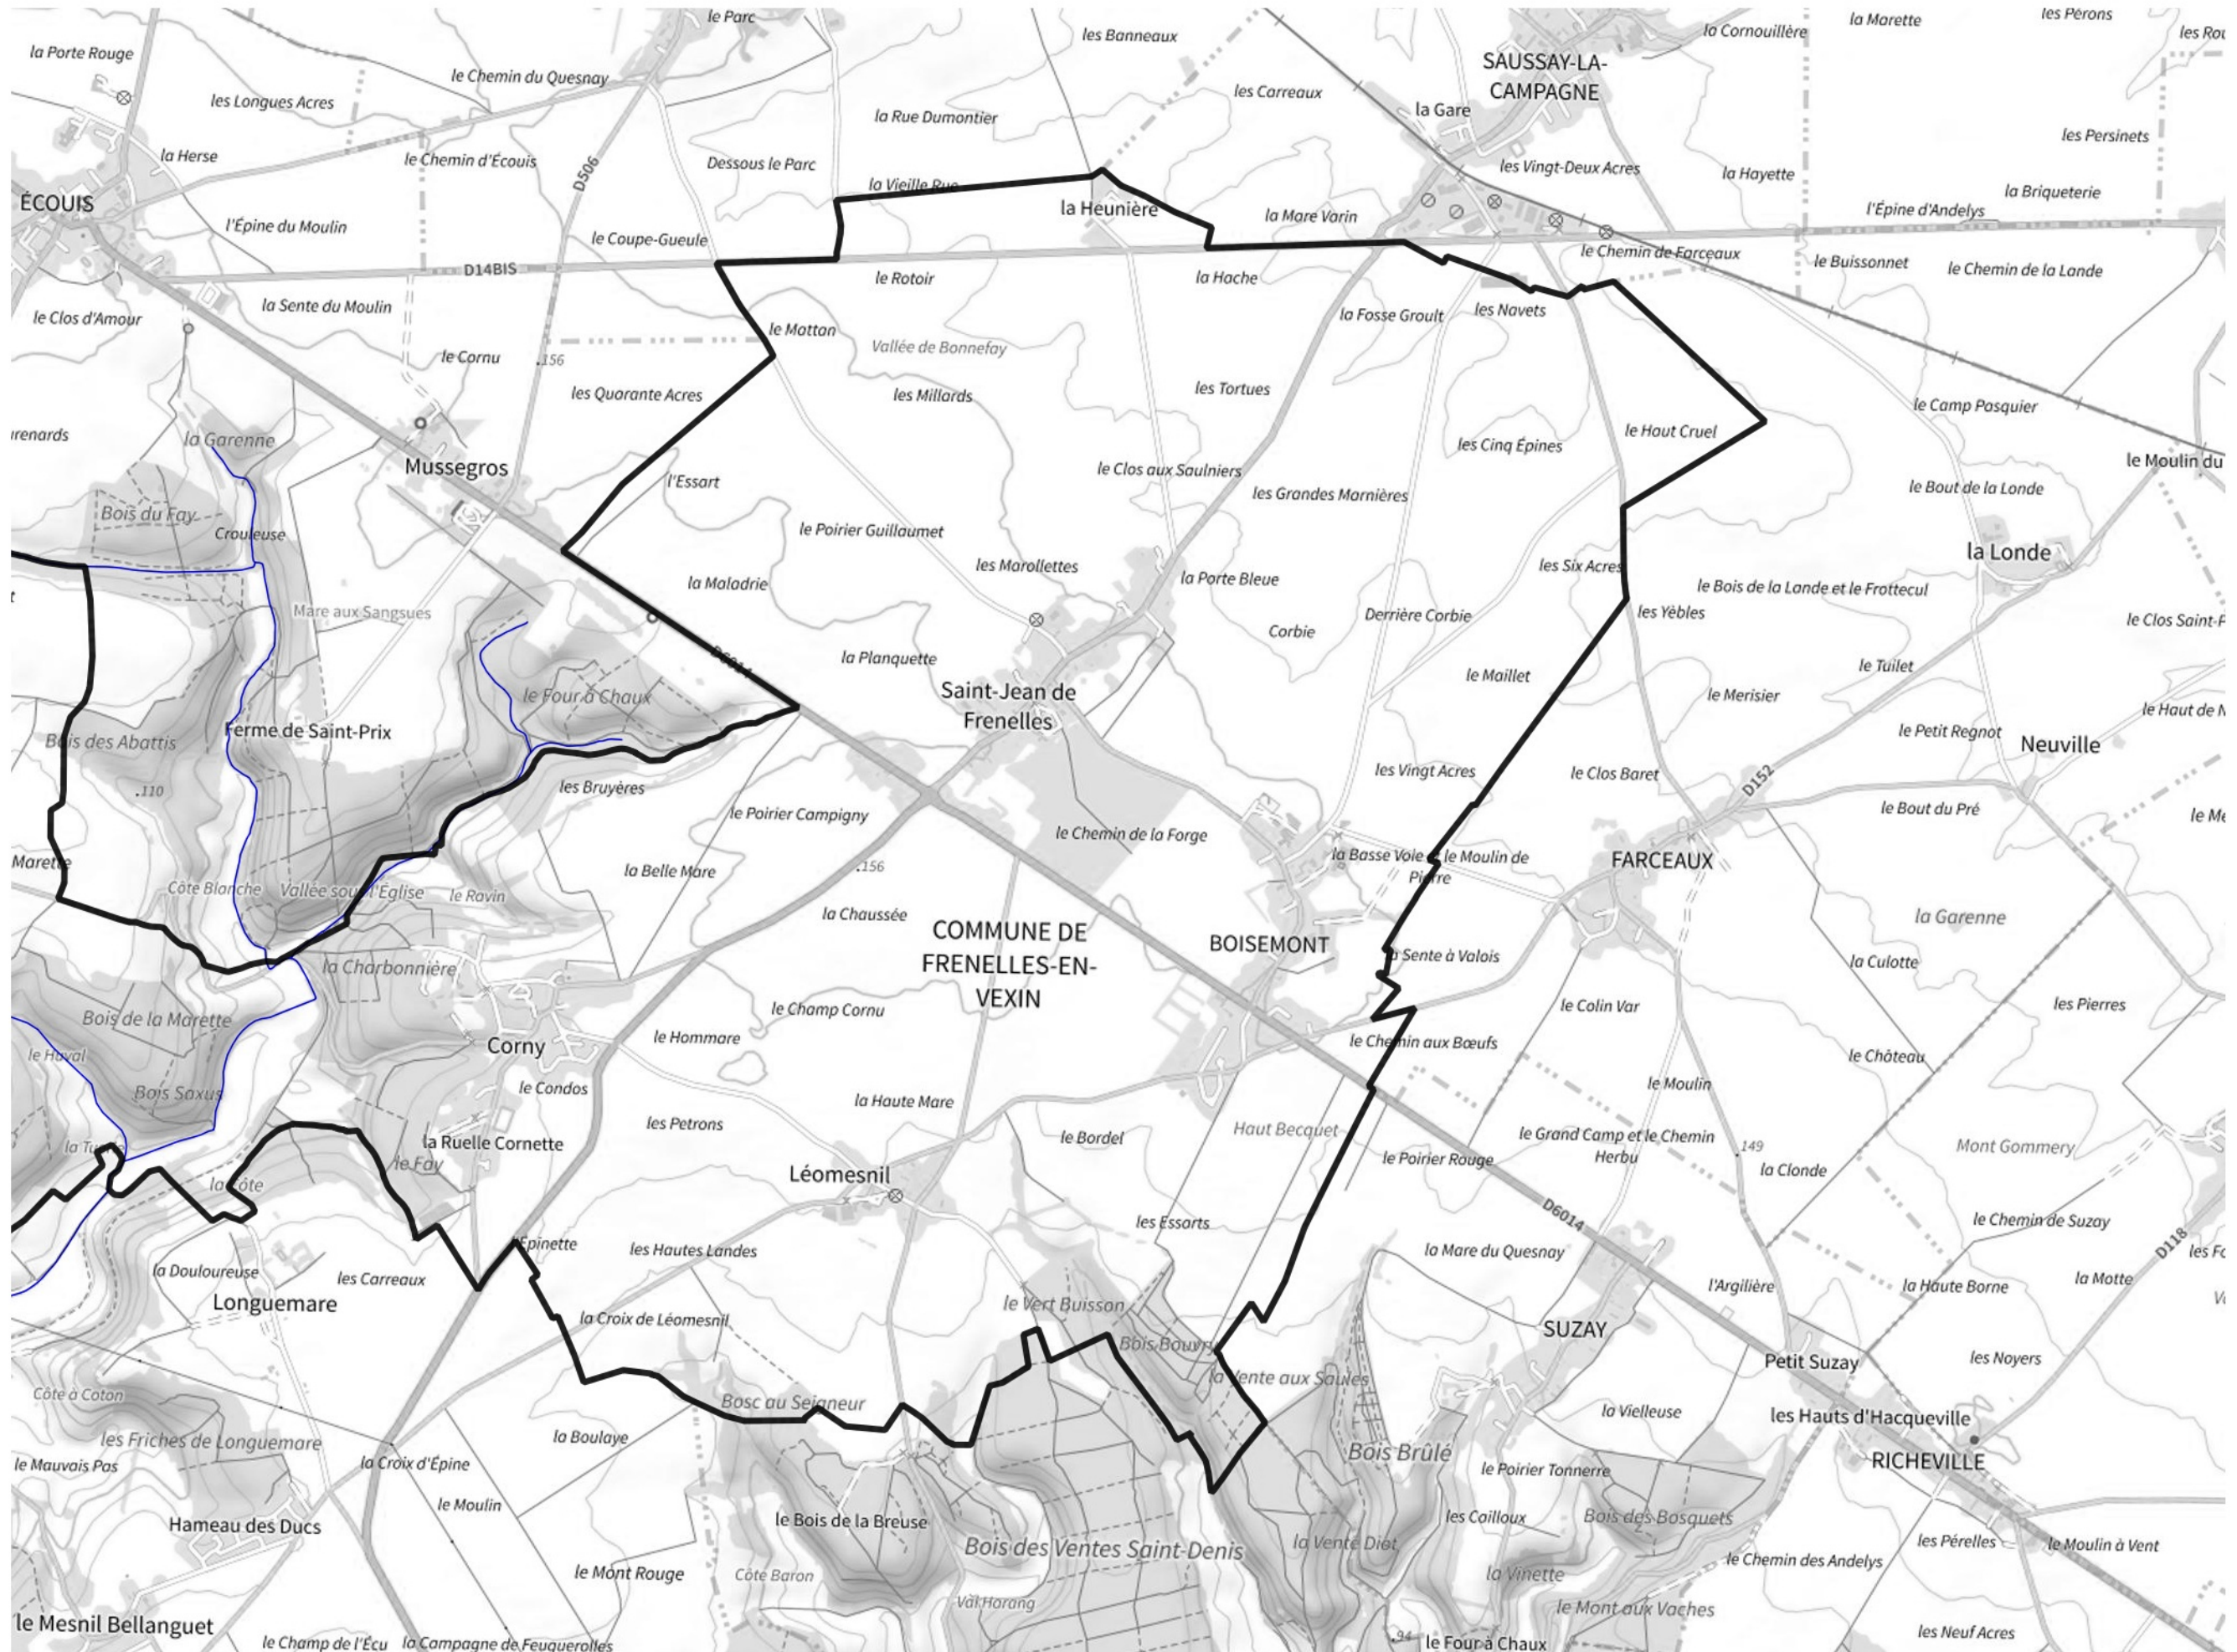 le Parc
les Banneaux
la Cornouillère
la Marette
les Pérons
la Porte Rouge
le Chemin du Quesnay
SAUSSAY-LA-
CAMPAGNE
les Longues Acres
les Carreaux
la Gare
la Rue Dumontier
les Persinets
la Herse
le Chemin d'Écouis
D506
Dessous le Parc
les Vingt-Deux Acres
la Hayette
ÉCOUIS
la Vieille Rue
la Heunière
la Mare Varin
la Briqueterie
l'Épine d'Andelys
l'Épine du Moulin
le Coupe-Gueule
le Chemin de Farceaux
D14BIS
le Rotoir
la Hache
le Buissonnet
le Chemin de la Lande
le Clos d'Amour
la Sente du Moulin
le Mottan
la Fosse Groult
les Navets
le Cornu
156
Vallée de Bonnefay
les Quarante Acres
les Millards
les Tortues
le Camp Pasquier
la Garenne
les Cinq Épines
le Haut Cruel
Mussegros
l'Essart
le Clos aux Saulniers
les Grandes Marnières
le Moulin du
le Bout de la Londe
Bois du Fay
Crouleuse
le Poirier Guillaumet
la Londe
les Marollettes
la Porte Bleue
les Six Acres
la Maladrie
le Bois de la Lande et le Frottecul
Mare aux Sangsues
Derrière Corbie
les Yèbles
Corbie
le Clos Saint-P
la Planquette
D6014
le Maillet
le Tuilet
le Four à Chaux
Saint-Jean de
Frenelles
le Merisier
Ferme de Saint-Prix
Bois des Abattis
le Petit Regnot
Neuville
les Vingt Acres
le Clos Baret
D152
110
les Bruyères
le Poirier Campigny
le Chemin de la Forge
le Bout du Pré
Marette
la Belle Mare
156
la Basse Voie
le Moulin de
Pierre
FARCEAUX
Côte Blanche
Vallée sous l'Église
le Ravin
la Chaussée
la Garenne
COMMUNE DE
FRENELLES-EN-
VEXIN
BOISEMONT
la Sente à Valois
la Charbonnière
la Culotte
Bois de la Marette
le Champ Cornu
le Colin Var
les Pierres
le Huval
Corny
le Hommare
le Chemin aux Bœufs
le Château
Bois Saxus
le Condos
le Moulin
la Haute Mare
les Petrons
le Bordel
Haut Becquet
la Ruelle Cornette
le Grand Camp et le Chemin
Herbu
149
Mont Gommery
le Fay
Léomesnil
le Poirier Rouge
la Clonde
la Côte
les Essarts
D6014
le Chemin de Suzay
l'Épinette
les Hautes Landes
la Mare du Quesnay
D118
la Douloureuse
les Carreaux
l'Argilière
la Haute Borne
la Motte
Longuemare
le Vert Buisson
la Croix de Léomesnil
SUZAY
Bois Bouvry
Petit Suzay
les Noyers
la Vente aux Saules
Côte à Coton
Bosc au Seigneur
la Vielleuse
les Hauts d'Hacqueville
les Friches de Longuemare
la Boulaye
Bois Brûlé
RICHEVILLE
le Mauvais Pas
la Croix d'Épine
le Poirier Tonnerre
le Moulin
les Cailloux
Bois des Bosquets
Hameau des Ducs
le Bois de la Breuse
Bois des Ventes Saint-Denis
la Vente Diot
les Pérelles
le Moulin à Vent
le Chemin des Andelys
le Mont Rouge
Côte Baron
la Vinette
Val Horang
le Mont aux Vaches
le Mesnil Bellanguet
94
le Champ de l'Écu
la Campagne de Feuguerolles
le Four à Chaux
les Neuf Acres